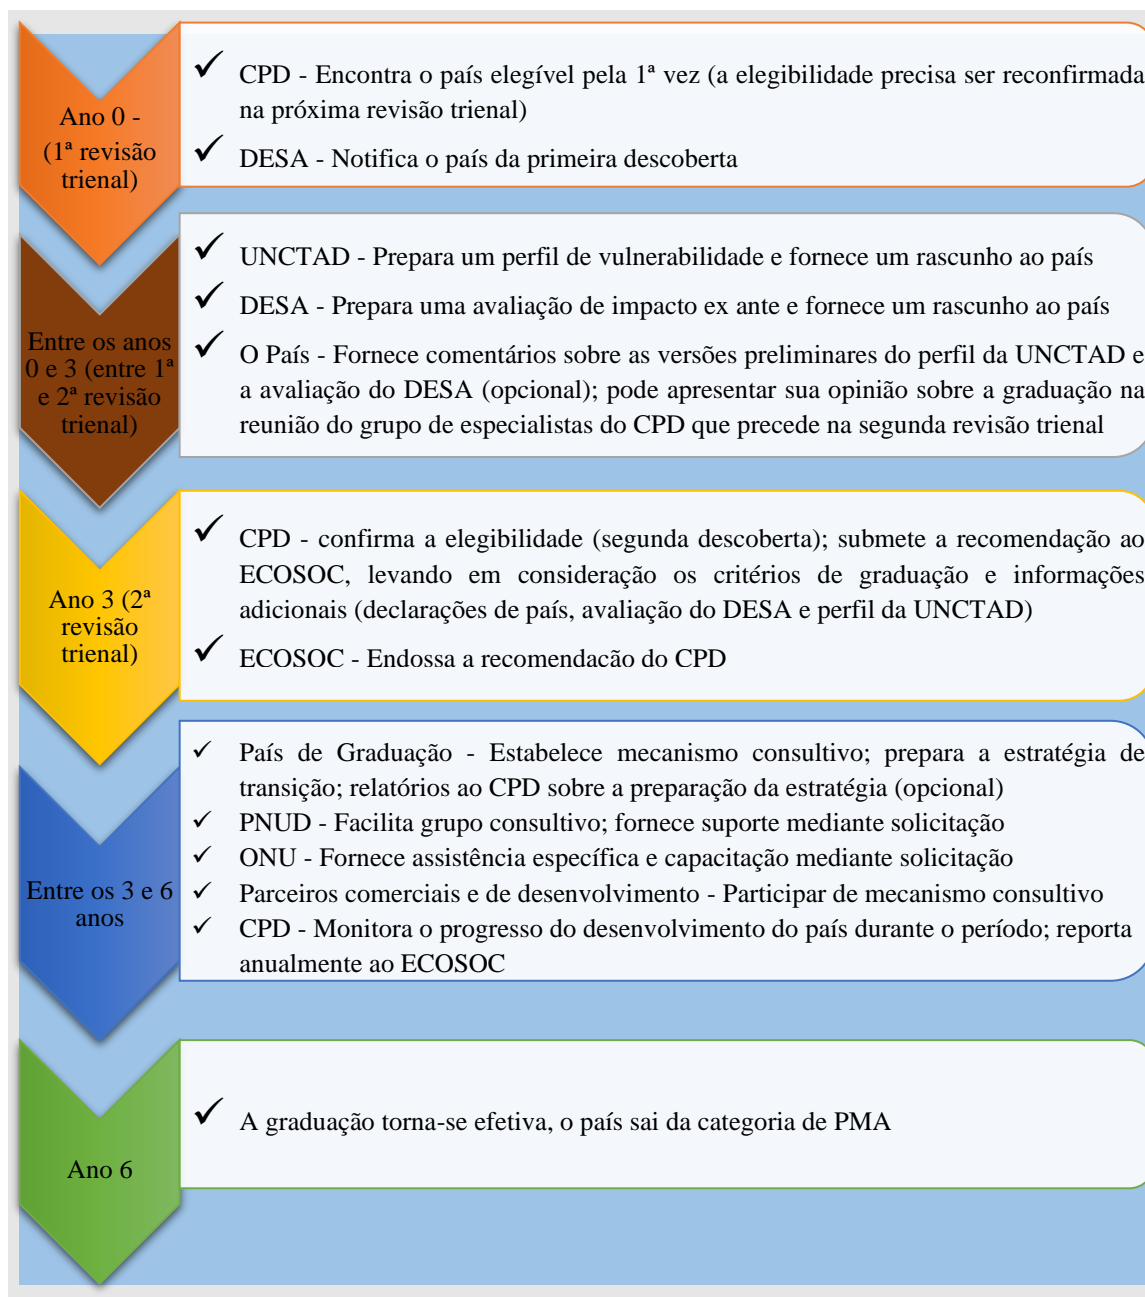 Ano 0 -
(1ª revisão
trienal)
CPD - Encontra o país elegível pela 1ª vez (a elegibilidade precisa ser reconfirmada
na próxima revisão trienal)
DESA - Notifica o país da primeira descoberta
Entre os anos
0 e 3 (entre 1ª
e 2ª revisão
trienal)
UNCTAD - Prepara um perfil de vulnerabilidade e fornece um rascunho ao país
DESA - Prepara uma avaliação de impacto ex ante e fornece um rascunho ao país
O País - Fornece comentários sobre as versões preliminares do perfil da UNCTAD e
a avaliação do DESA (opcional); pode apresentar sua opinião sobre a graduação na
reunião do grupo de especialistas do CPD que precede na segunda revisão trienal
Ano 3 (2ª
revisão
trienal)
CPD - confirma a elegibilidade (segunda descoberta); submete a recomendação ao
ECOSOC, levando em consideração os critérios de graduação e informações
adicionais (declarações de país, avaliação do DESA e perfil da UNCTAD)
ECOSOC - Endossa a recomendacão do CPD
Entre os 3 e 6
anos
País de Graduação - Estabelece mecanismo consultivo; prepara a estratégia de
transição; relatórios ao CPD sobre a preparação da estratégia (opcional)
PNUD - Facilita grupo consultivo; fornece suporte mediante solicitação
ONU - Fornece assistência específica e capacitação mediante solicitação
Parceiros comerciais e de desenvolvimento - Participar de mecanismo consultivo
CPD - Monitora o progresso do desenvolvimento do país durante o período; reporta
anualmente ao ECOSOC
Ano 6
A graduação torna-se efetiva, o país sai da categoria de PMA